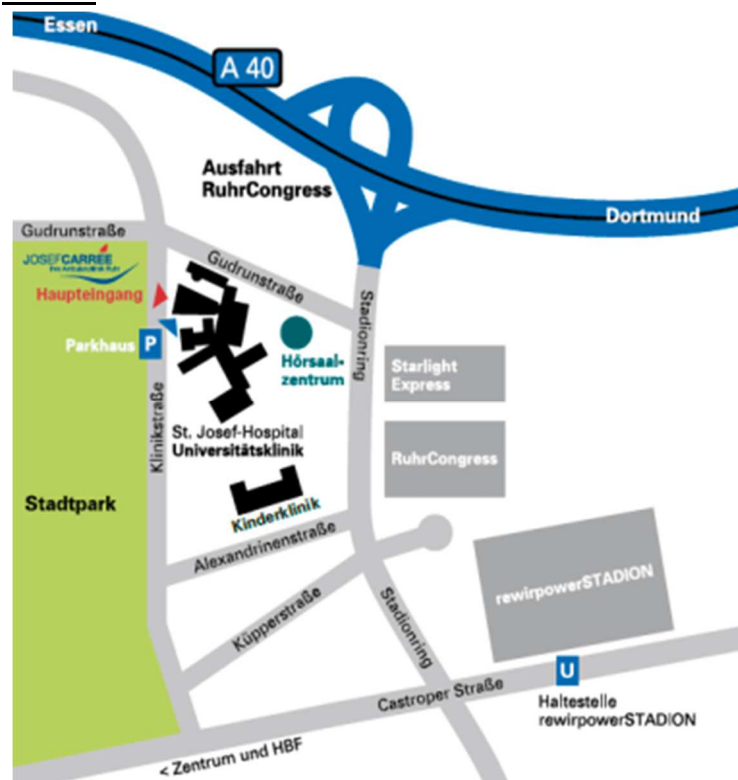 Essen
A 40
Ausfahrt
RuhrCongress
Dortmund
Gudrunstraße
JOSEFCARRÉE
Haupteingang
Gudrunstraße
Stadionring
Parkhaus P
Hörsaal-
zentrum
Starlight
Express
Klinikstraße
St. Josef-Hospital
Universitätsklinik
RuhrCongress
Stadtpark
Kinderklinik
Alexandrinenstraße
rewirpowerSTADION
Küpperstraße
Stadionring
U
Castroper Straße
Haltestelle
rewirpowerSTADION
< Zentrum und HBF